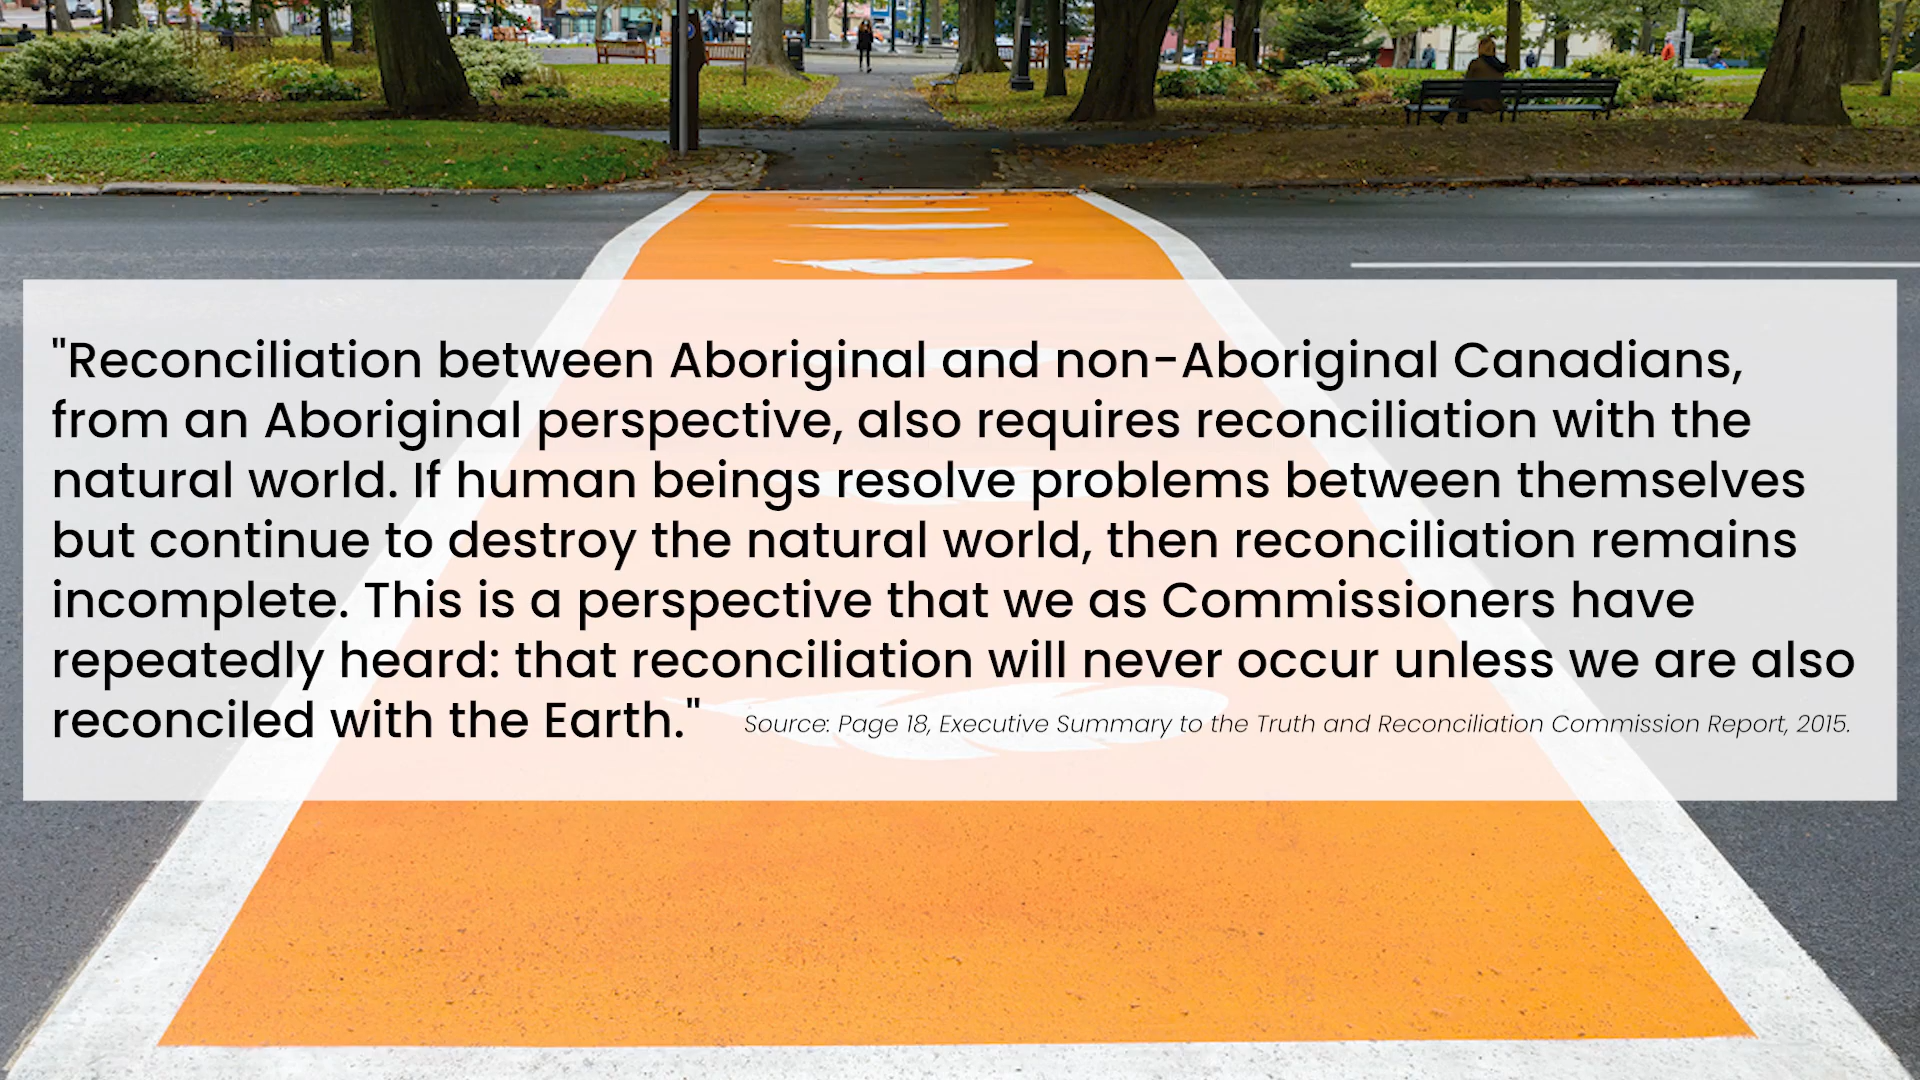 "Reconciliation between Aboriginal and non-Aboriginal Canadians,
from an Aboriginal perspective, also requires reconciliation with the
natural world. If human beings resolve problems between themselves
but continue to destroy the natural world, then reconciliation remains
incomplete. This is a perspective that we as Commissioners have
repeatedly heard: that reconciliation will never occur unless we are also
reconciled with the Earth." Source: Page 18, Executive Summary to the Truth and Reconciliation Commission Report, 2015.